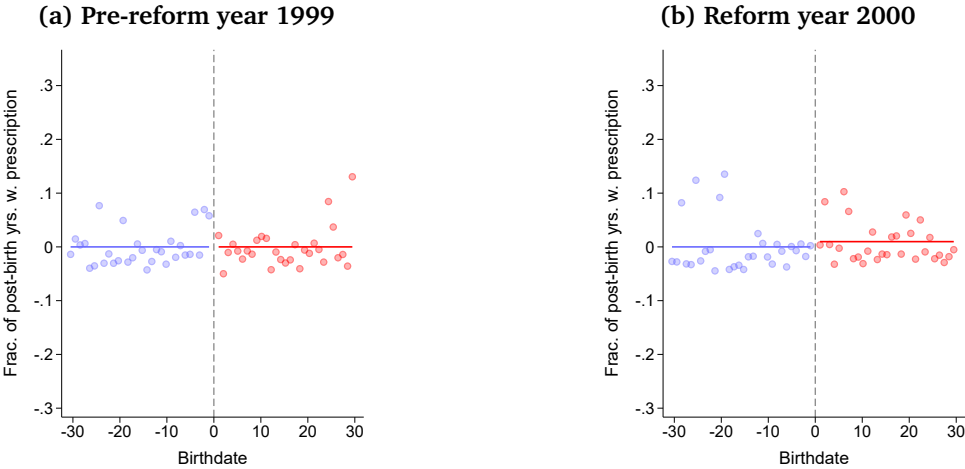 (a) Pre-reform year 1999
Frac. of post-birth yrs. w. prescription
.3
.2
.1
0
-.1
-.2
-.3
-30 -20 -10 0 10 20 30
Birthdate
(b) Reform year 2000
Frac. of post-birth yrs. w. prescription
.3
.2
.1
0
-.1
-.2
-.3
-30 -20 -10 0 10 20 30
Birthdate